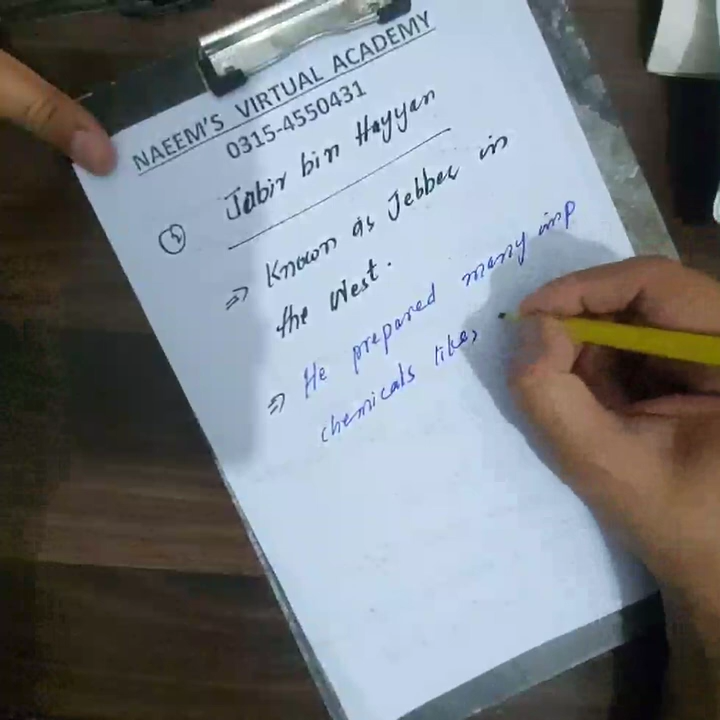 NAEEM'S VIRTUAL ACADEMY
0315-4550431
Jabir bin Hayyan
⇒ Known as Jebber in
the West.
⇒ He prepared many imp
chemicals like,